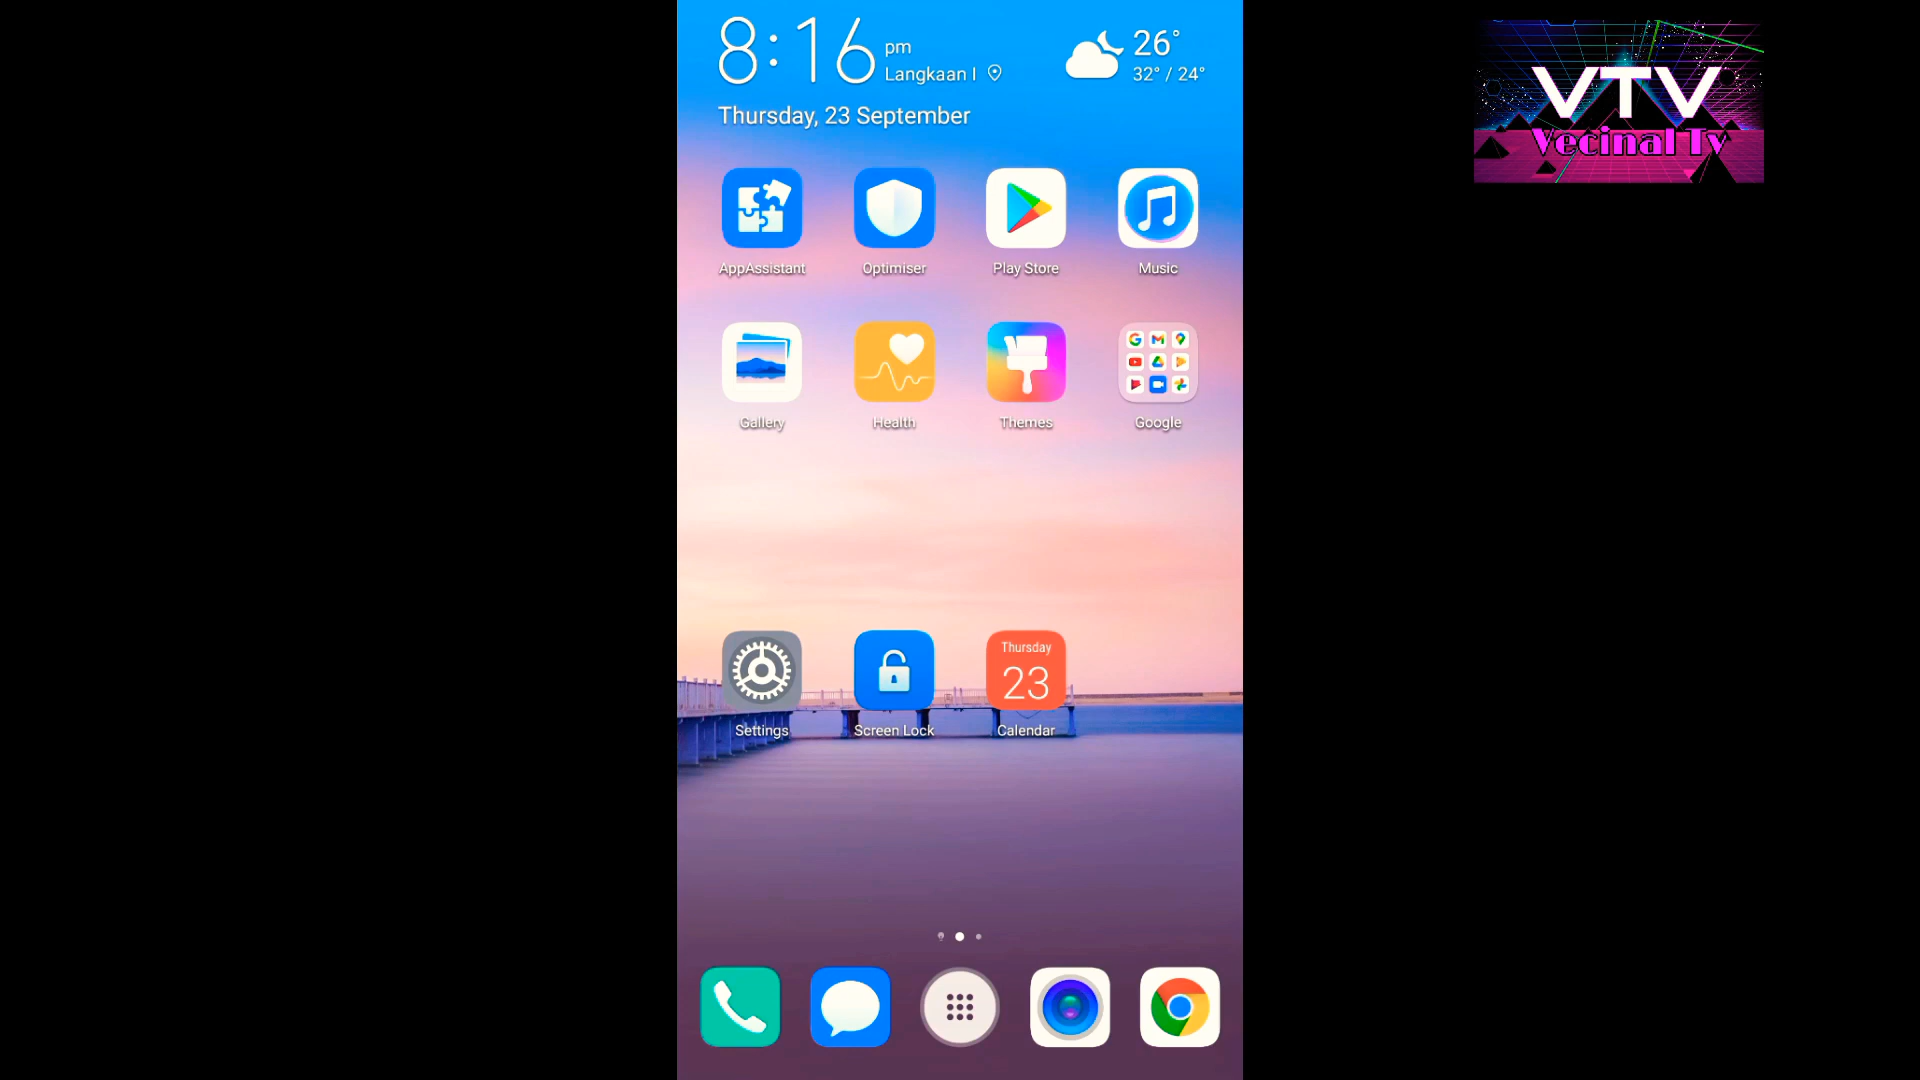 8:16 pm
Langkaan I
26°
32° / 24°
Thursday, 23 September
VTV
Vecinal Tv
AppAssistant
Optimiser
Play Store
Music
Gallery
Health
Themes
Google
Thursday
23
Settings
Screen Lock
Calendar